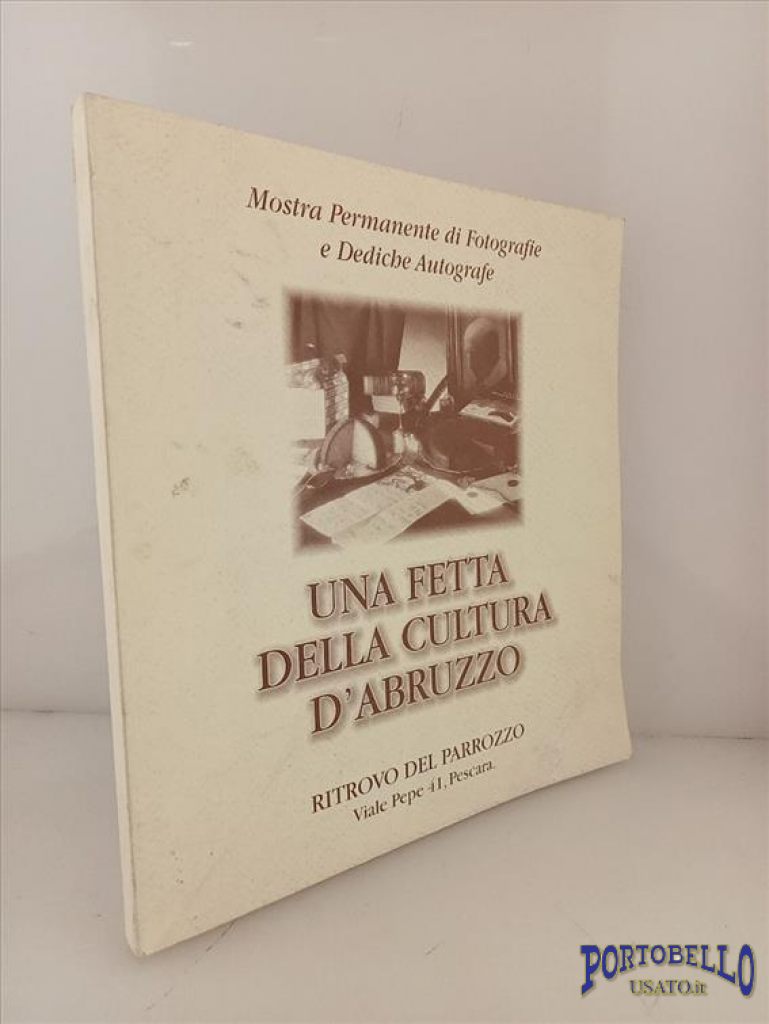 Mostra Permanente di Fotografie
e Dediche Autografe
UNA FETTA
DELLA CULTURA
D'ABRUZZO
RITROVO DEL PARROZZO
Viale Pepe 41, Pescara.
PORTOBELLO
USATO.it